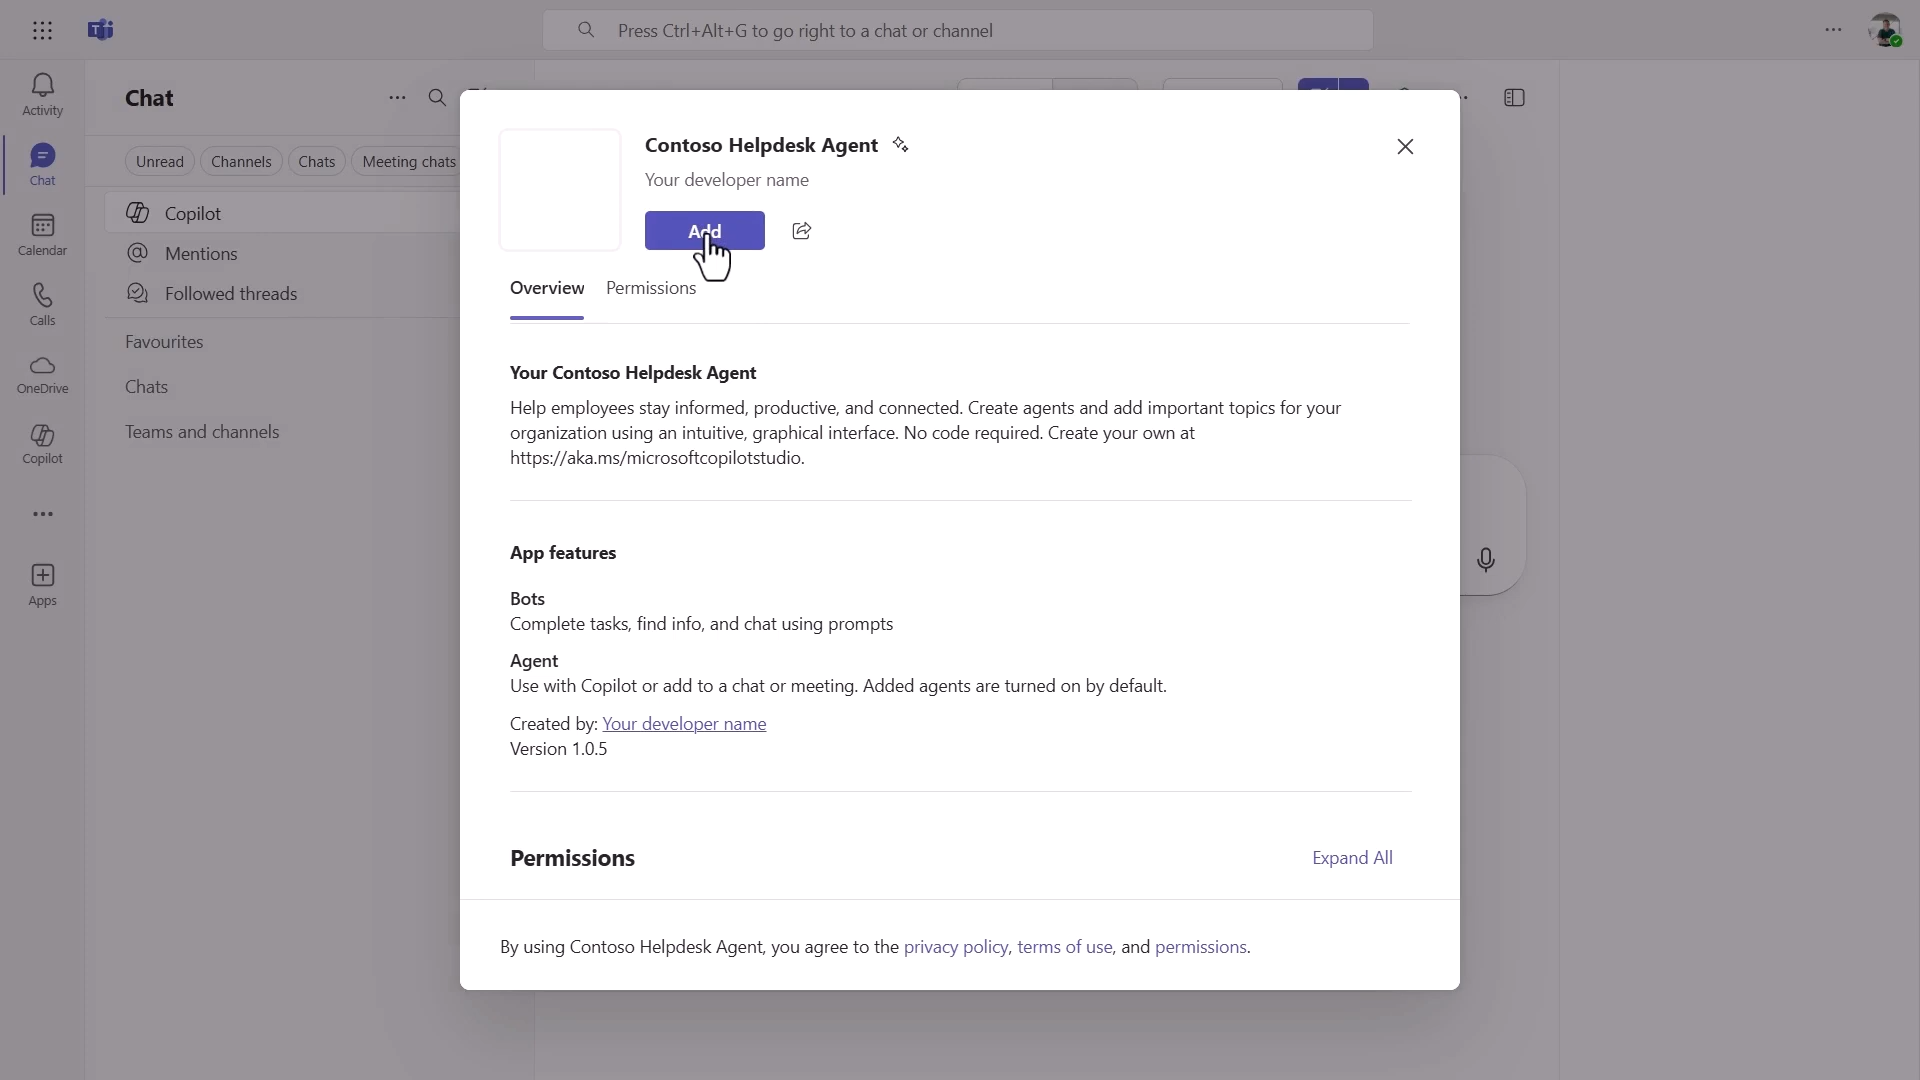 Press Ctrl+Alt+G to go right to a chat or channel
Activity
Chat
Calendar
Calls
OneDrive
Copilot
Apps
Chat
Unread
Channels
Chats
Meeting chats
Copilot
Mentions
Followed threads
Favourites
Chats
Teams and channels
Contoso Helpdesk Agent
Your developer name
Add
Overview
Permissions
Your Contoso Helpdesk Agent
Help employees stay informed, productive, and connected. Create agents and add important topics for your
organization using an intuitive, graphical interface. No code required. Create your own at
https://aka.ms/microsoftcopilotstudio.
App features
Bots
Complete tasks, find info, and chat using prompts
Agent
Use with Copilot or add to a chat or meeting. Added agents are turned on by default.
Created by: Your developer name
Version 1.0.5
Permissions
Expand All
By using Contoso Helpdesk Agent, you agree to the privacy policy, terms of use, and permissions.